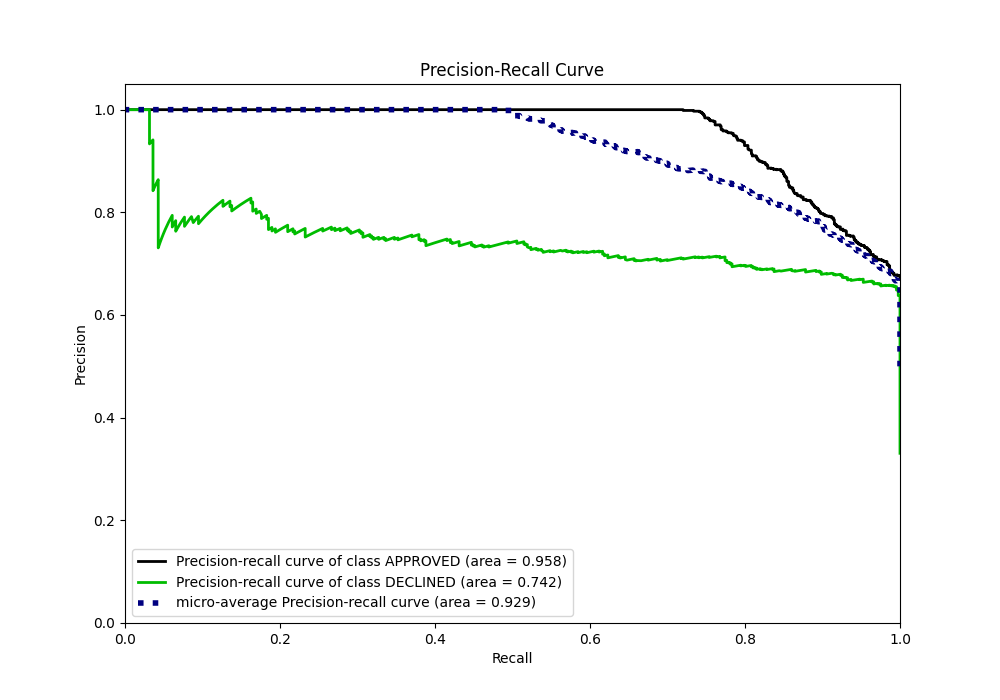 Precision-Recall Curve
1.0
0.8
0.6
0.4
0.2
0.0
Precision
Precision-recall curve of class APPROVED (area = 0.958)
Precision-recall curve of class DECLINED (area = 0.742)
micro-average Precision-recall curve (area = 0.929)
0.0 0.2 0.4 0.6 0.8 1.0
Recall